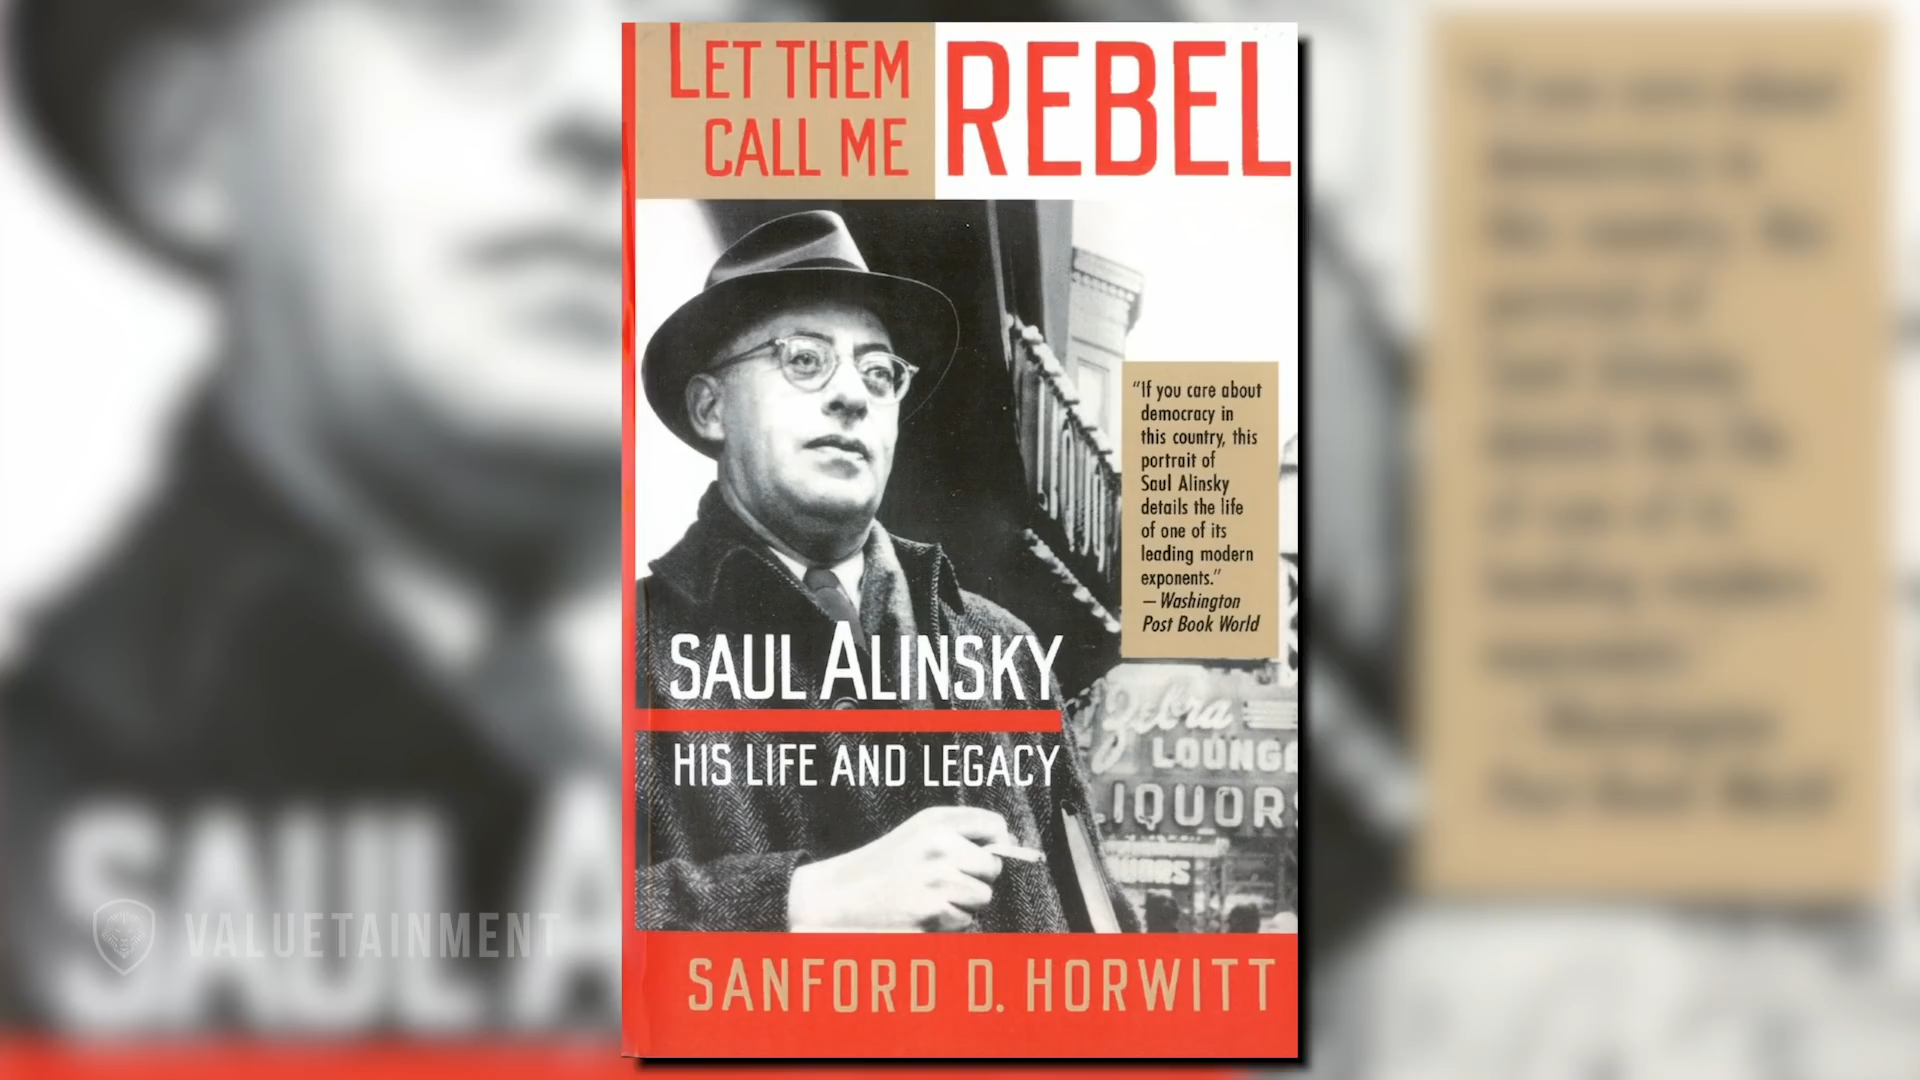 LET THEM
CALL ME
REBEL
"If you care about
democracy in
this country, this
portrait of
Saul Alinsky
details the life
of one of its
leading modern
exponents."
— Washington
Post Book World
SAUL ALINSKY
HIS LIFE AND LEGACY
Zebra
LOUNGE
LIQUORS
SANFORD D. HORWITT
SAUL A
VALUETAINMENT